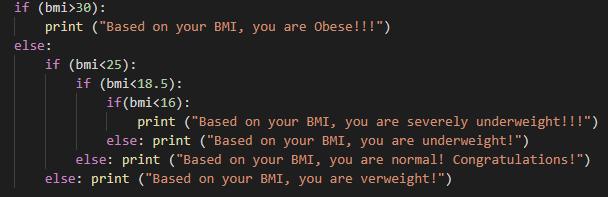 if (bmi>30):
    print ("Based on your BMI, you are Obese!!!")
else:
    if (bmi<25):
        if (bmi<18.5):
            if(bmi<16):
                print ("Based on your BMI, you are severely underweight!!!")
            else: print ("Based on your BMI, you are underweight!")
        else: print ("Based on your BMI, you are normal! Congratulations!")
    else: print ("Based on your BMI, you are verweight!")